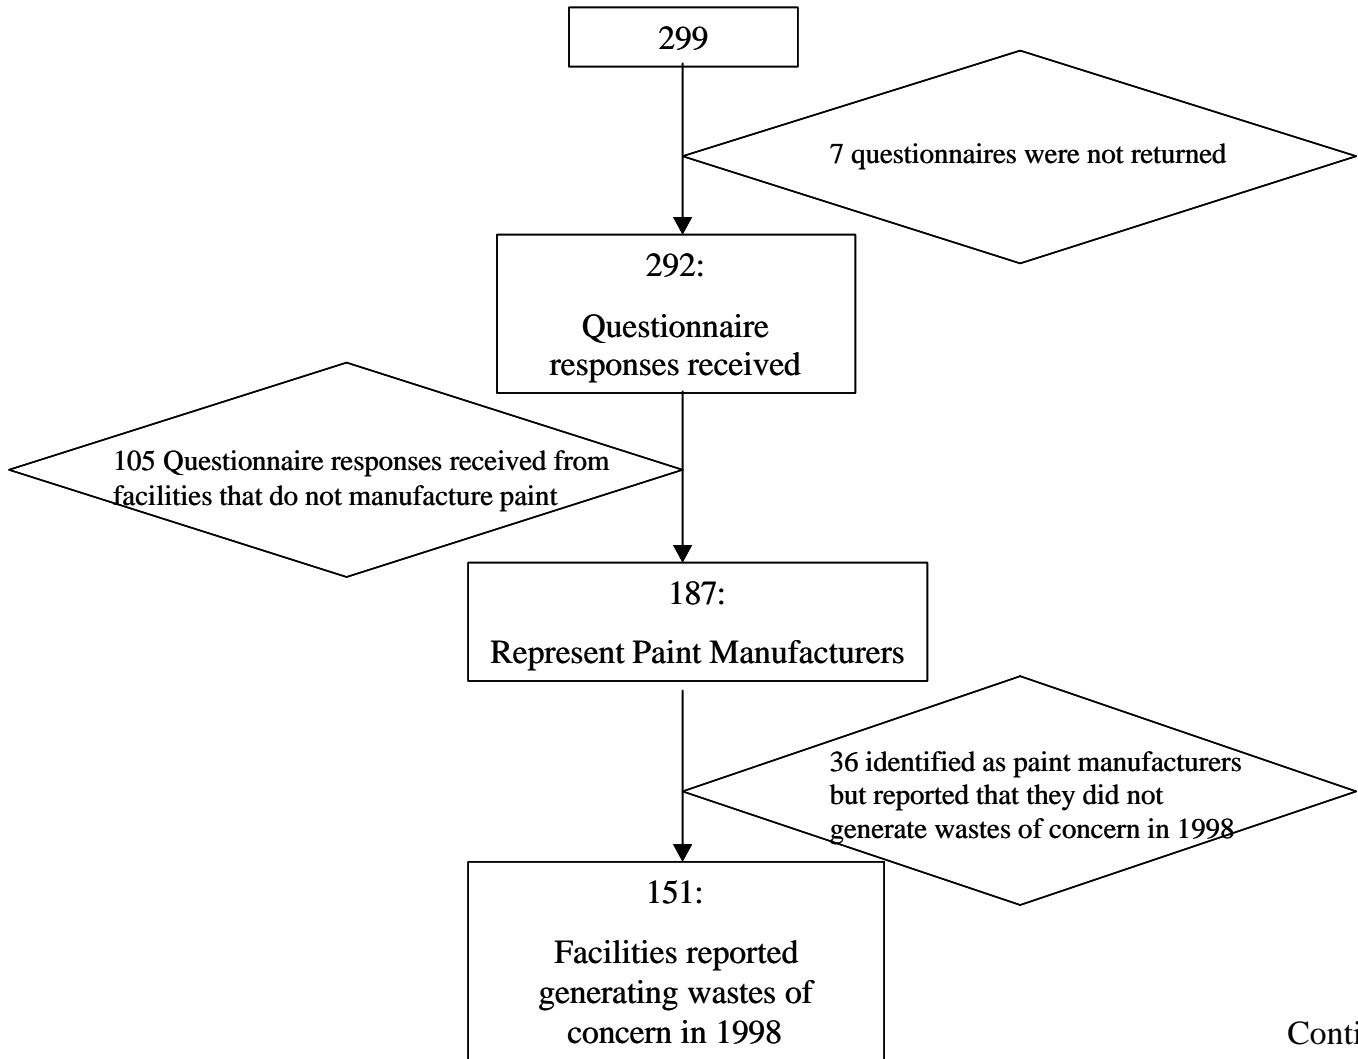 299
7 questionnaires were not returned
292:
Questionnaire
responses received
105 Questionnaire responses received from
facilities that do not manufacture paint
187:
Represent Paint Manufacturers
36 identified as paint manufacturers
but reported that they did not
generate wastes of concern in 1998
151:
Facilities reported
generating wastes of
concern in 1998